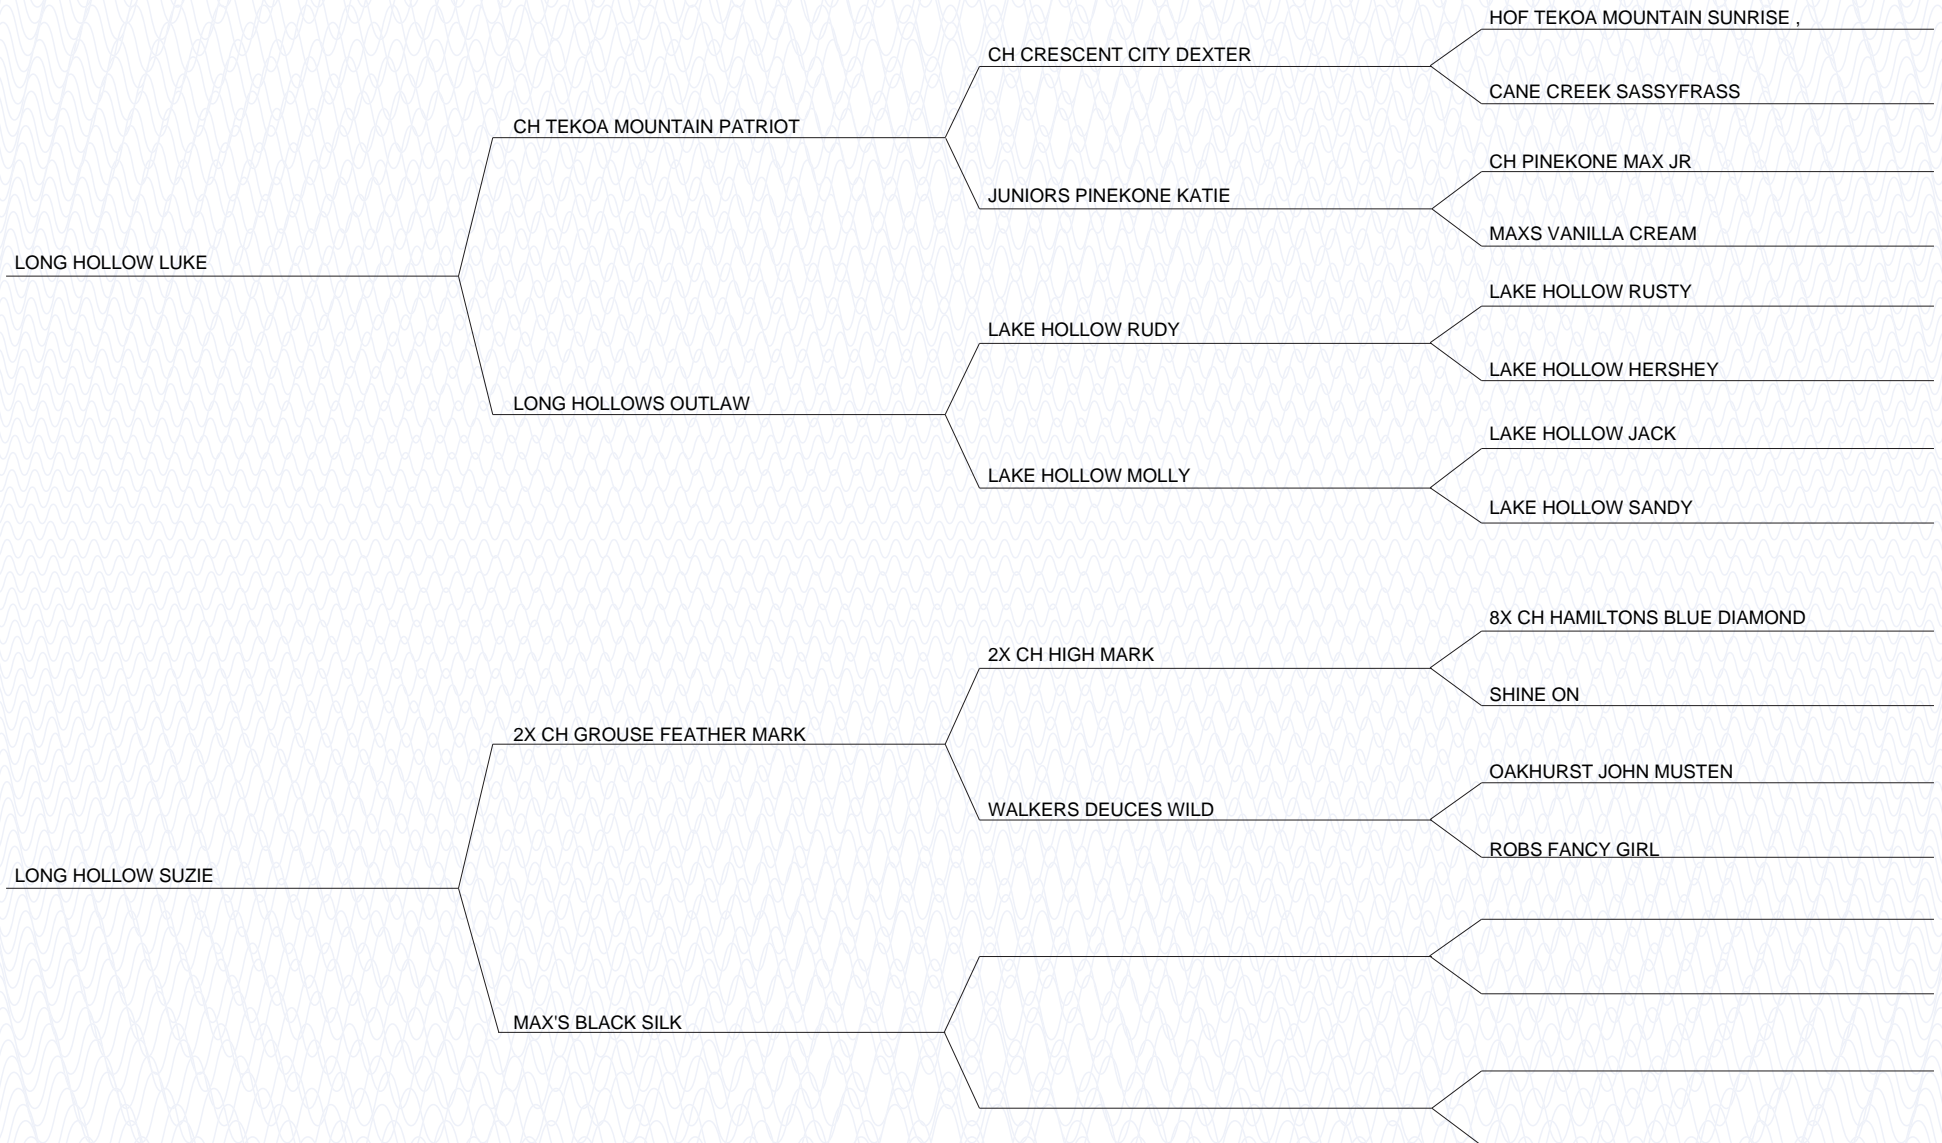 HOF TEKOA MOUNTAIN SUNRISE ,
CH CRESCENT CITY DEXTER
CANE CREEK SASSYFRASS
CH TEKOA MOUNTAIN PATRIOT
CH PINEKONE MAX JR
JUNIORS PINEKONE KATIE
MAXS VANILLA CREAM
LONG HOLLOW LUKE
LAKE HOLLOW RUSTY
LAKE HOLLOW RUDY
LAKE HOLLOW HERSHEY
LONG HOLLOWS OUTLAW
LAKE HOLLOW JACK
LAKE HOLLOW MOLLY
LAKE HOLLOW SANDY
8X CH HAMILTONS BLUE DIAMOND
2X CH HIGH MARK
SHINE ON
2X CH GROUSE FEATHER MARK
OAKHURST JOHN MUSTEN
WALKERS DEUCES WILD
ROBS FANCY GIRL
LONG HOLLOW SUZIE
MAX'S BLACK SILK